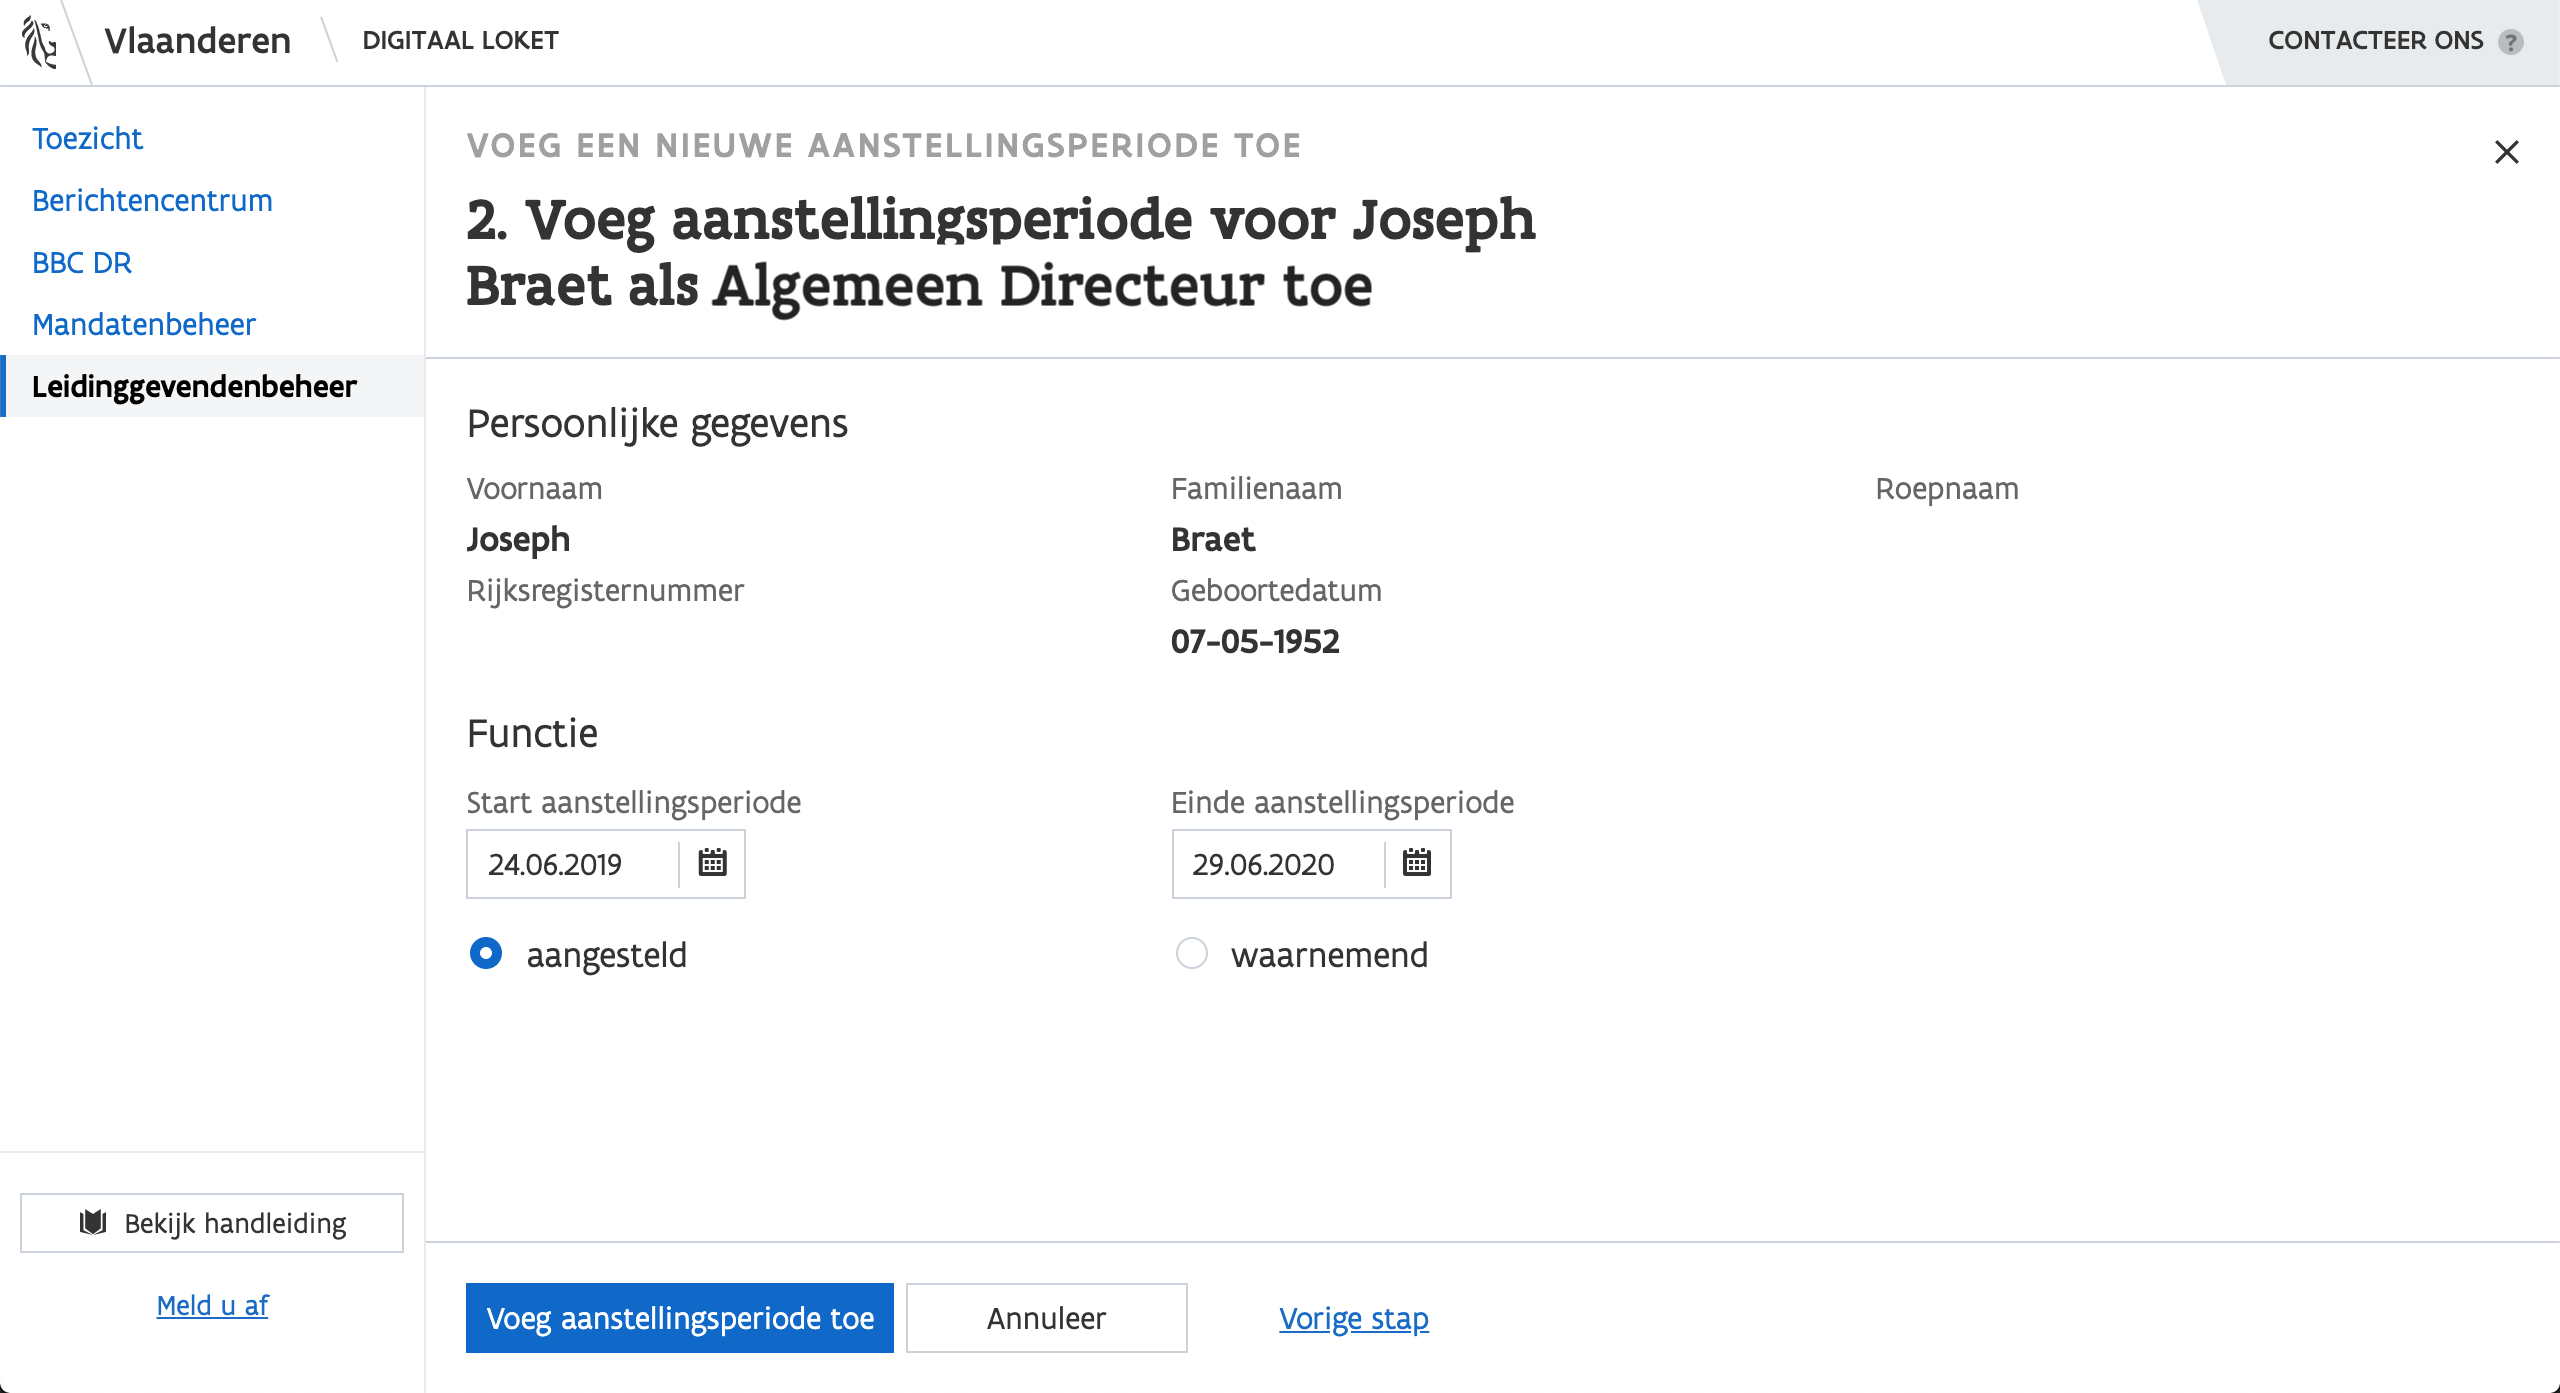 Vlaanderen
DIGITAAL LOKET
CONTACTEER ONS ?
Toezicht
Berichtencentrum
BBC DR
Mandatenbeheer
Leidinggevendenbeheer
Bekijk handleiding
Meld u af
VOEG EEN NIEUWE AANSTELLINGSPERIODE TOE
2. Voeg aanstellingsperiode voor Joseph
Braet als Algemeen Directeur toe
Persoonlijke gegevens
Voornaam
Joseph
Familienaam
Braet
Roepnaam
Rijksregisternummer
Geboortedatum
07-05-1952
Functie
Start aanstellingsperiode
24.06.2019
Einde aanstellingsperiode
29.06.2020
aangesteld
waarnemend
Voeg aanstellingsperiode toe
Annuleer
Vorige stap